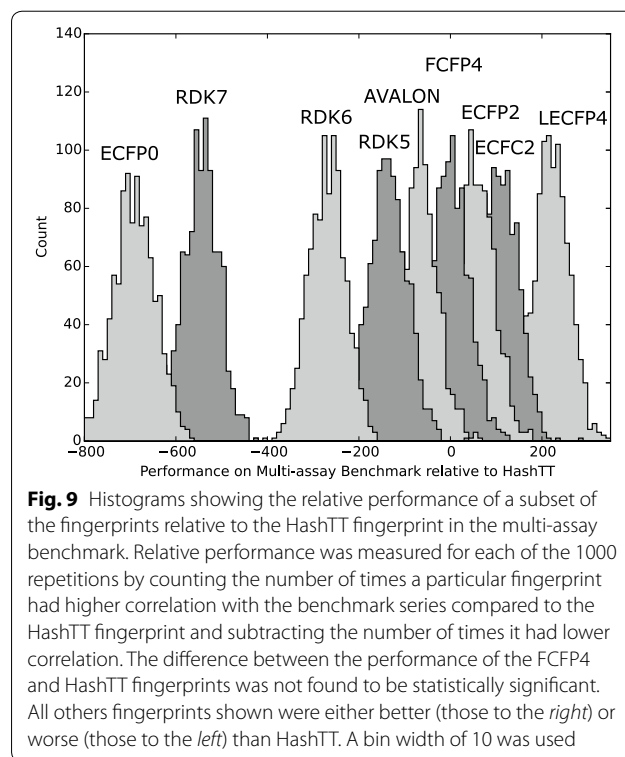 140
120
100
80
60
40
20
0
Count
FCFP4
RDK7 AVALON
RDK6 ECFP2 LECFP4
ECFP0 RDK5 ECFC2
-800 -600 -400 -200 0 200
Performance on Multi-assay Benchmark relative to HashTT
Fig. 9 Histograms showing the relative performance of a subset of
the fingerprints relative to the HashTT fingerprint in the multi-assay
benchmark. Relative performance was measured for each of the 1000
repetitions by counting the number of times a particular fingerprint
had higher correlation with the benchmark series compared to the
HashTT fingerprint and subtracting the number of times it had lower
correlation. The difference between the performance of the FCFP4
and HashTT fingerprints was not found to be statistically significant.
All others fingerprints shown were either better (those to the right) or
worse (those to the left) than HashTT. A bin width of 10 was used